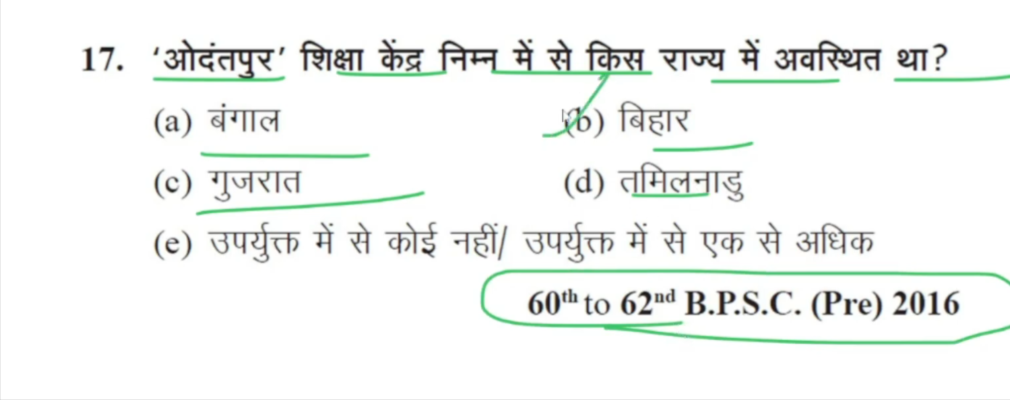 17. 'ओदंतपुर' शिक्षा केंद्र निम्न में से किस राज्य में अवस्थित था?
(a) बंगाल (b) बिहार
(c) गुजरात (d) तमिलनाडु
(e) उपर्युक्त में से कोई नहीं/ उपर्युक्त में से एक से अधिक
60th to 62nd B.P.S.C. (Pre) 2016